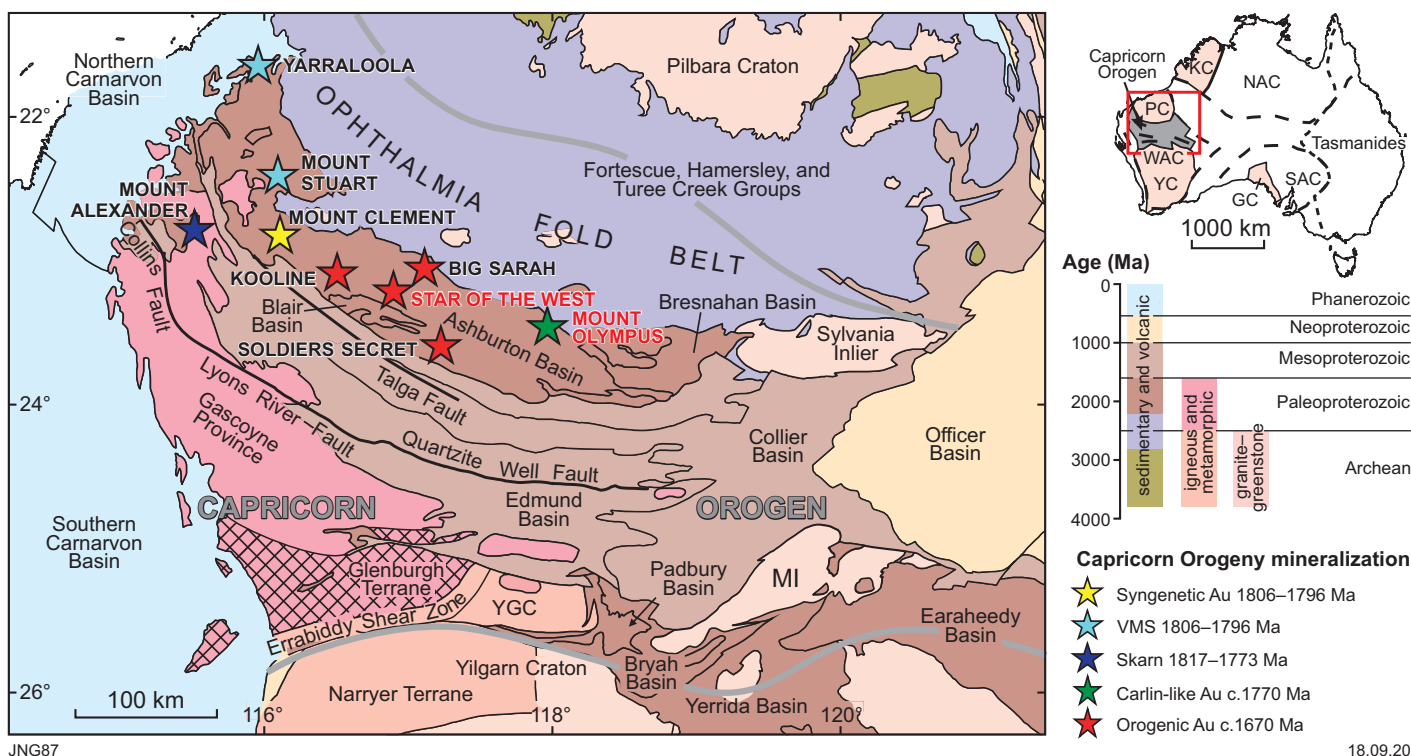 Northern
Carnarvon
Basin
YARRALOOLA
Pilbara Craton
22°
OPHTHALMIA
FOLD
BELT
Fortescue, Hamersley, and
Turee Creek Groups
MOUNT
STUART
MOUNT
ALEXANDER
MOUNT CLEMENT
Collins Fault
KOOLINE
BIG SARAH
STAR OF THE WEST
MOUNT
OLYMPUS
Bresnahan Basin
Blair
Basin
Ashburton Basin
SOLDIERS SECRET
Sylvania
Inlier
Talga Fault
24°
Lyons River Fault
Gascoyne
Province
Quartzite Well Fault
Collier
Basin
Officer
Basin
CAPRICORN
OROGEN
Edmund
Basin
Southern
Carnarvon
Basin
Glenburgh
Terrane
Padbury
Basin
MI
YGC
Errabiddy Shear Zone
Earaheedy
Basin
Yilgarn Craton
Bryah
Basin
26°
Narryer Terrane
Yerrida Basin
100 km
116°
118°
120°
JNG87
Capricorn
Orogen
KC
NAC
PC
Tasmanides
WAC
YC
SAC
GC
1000 km
Age (Ma)
0
Phanerozoic
Neoproterozoic
1000
Mesoproterozoic
2000
Paleoproterozoic
3000
Archean
4000
sedimentary and volcanic
igneous and
metamorphic
granite–
greenstone
Capricorn Orogeny mineralization
Syngenetic Au 1806–1796 Ma
VMS 1806–1796 Ma
Skarn 1817–1773 Ma
Carlin-like Au c.1770 Ma
Orogenic Au c.1670 Ma
18.09.20